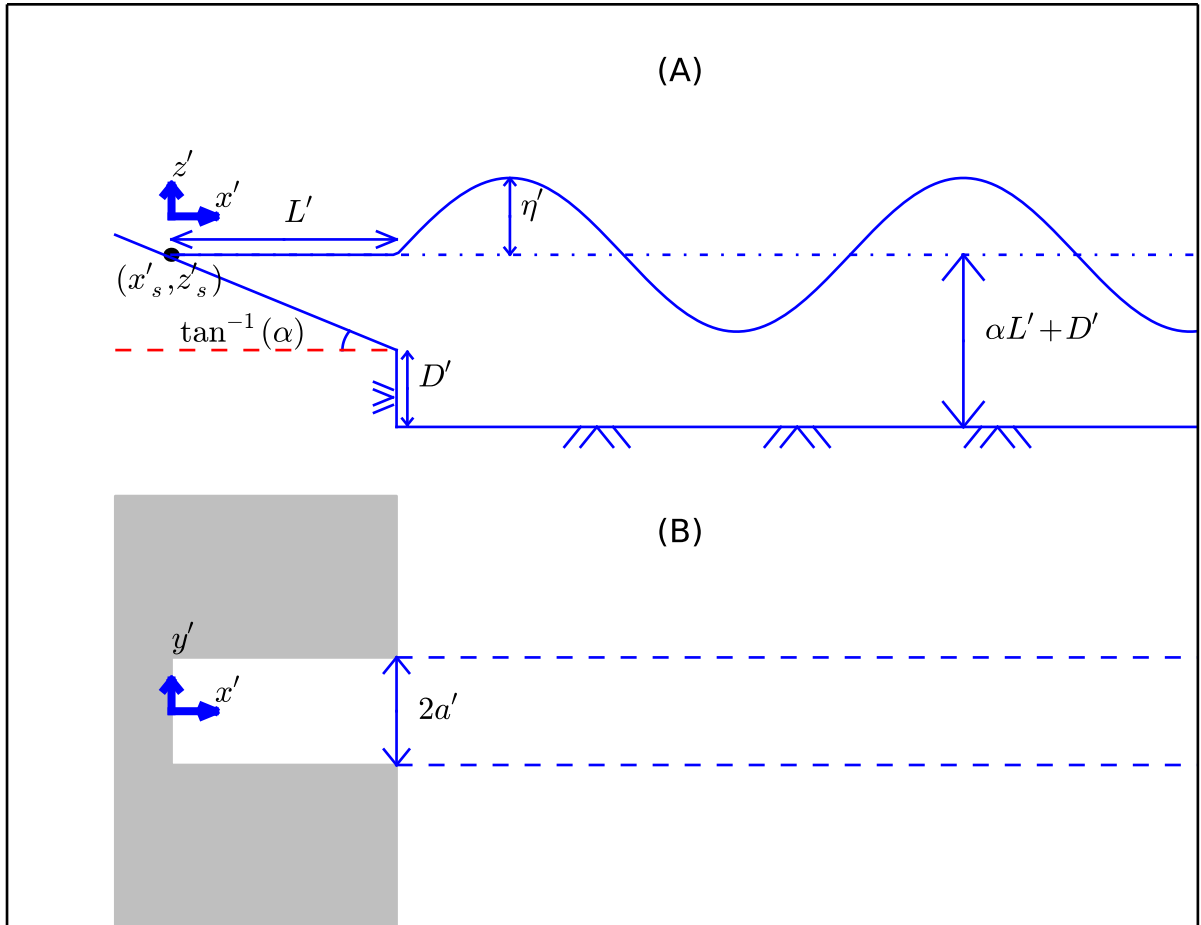 (A)
z′
x′
L′
η′
(x′ₛ,z′ₛ)
tan⁻¹(α)
αL′+D′
D′
(B)
y′
x′
2a′